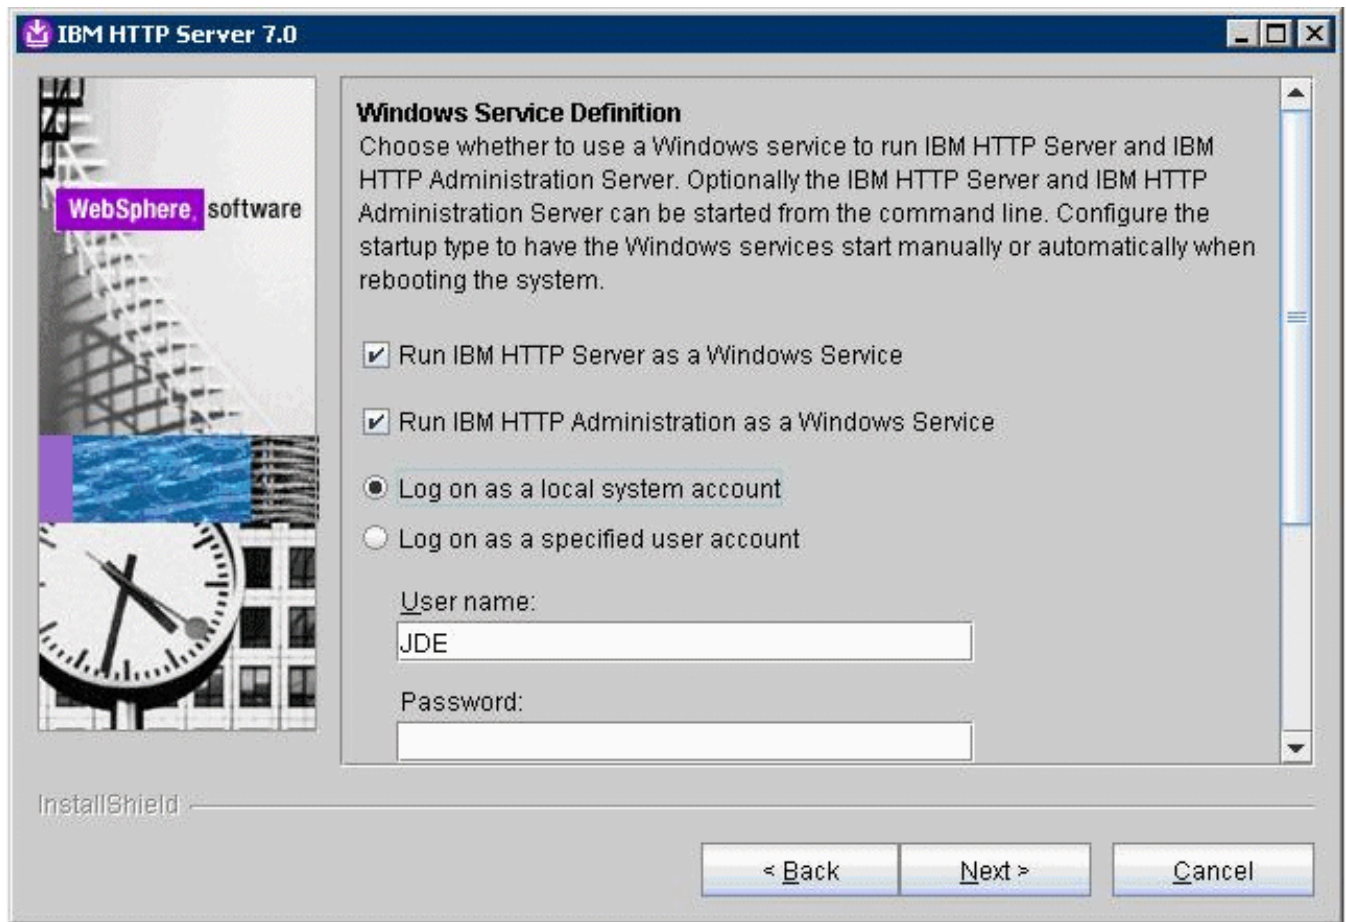 IBM HTTP Server 7.0
WebSphere, software
Windows Service Definition
Choose whether to use a Windows service to run IBM HTTP Server and IBM
HTTP Administration Server. Optionally the IBM HTTP Server and IBM HTTP
Administration Server can be started from the command line. Configure the
startup type to have the Windows services start manually or automatically when
rebooting the system.
Run IBM HTTP Server as a Windows Service
Run IBM HTTP Administration as a Windows Service
Log on as a local system account
Log on as a specified user account
User name:
JDE
Password:
InstallShield
< Back
Next >
Cancel